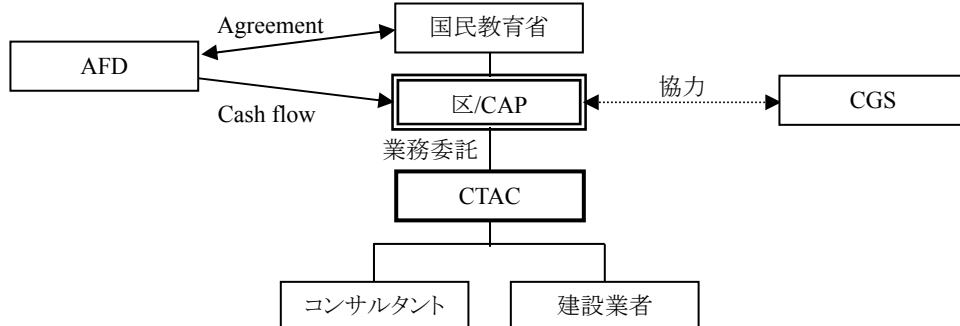 Agreement
国民教育省
AFD
Cash flow
区/CAP
協力
CGS
業務委託
CTAC
コンサルタント
建設業者